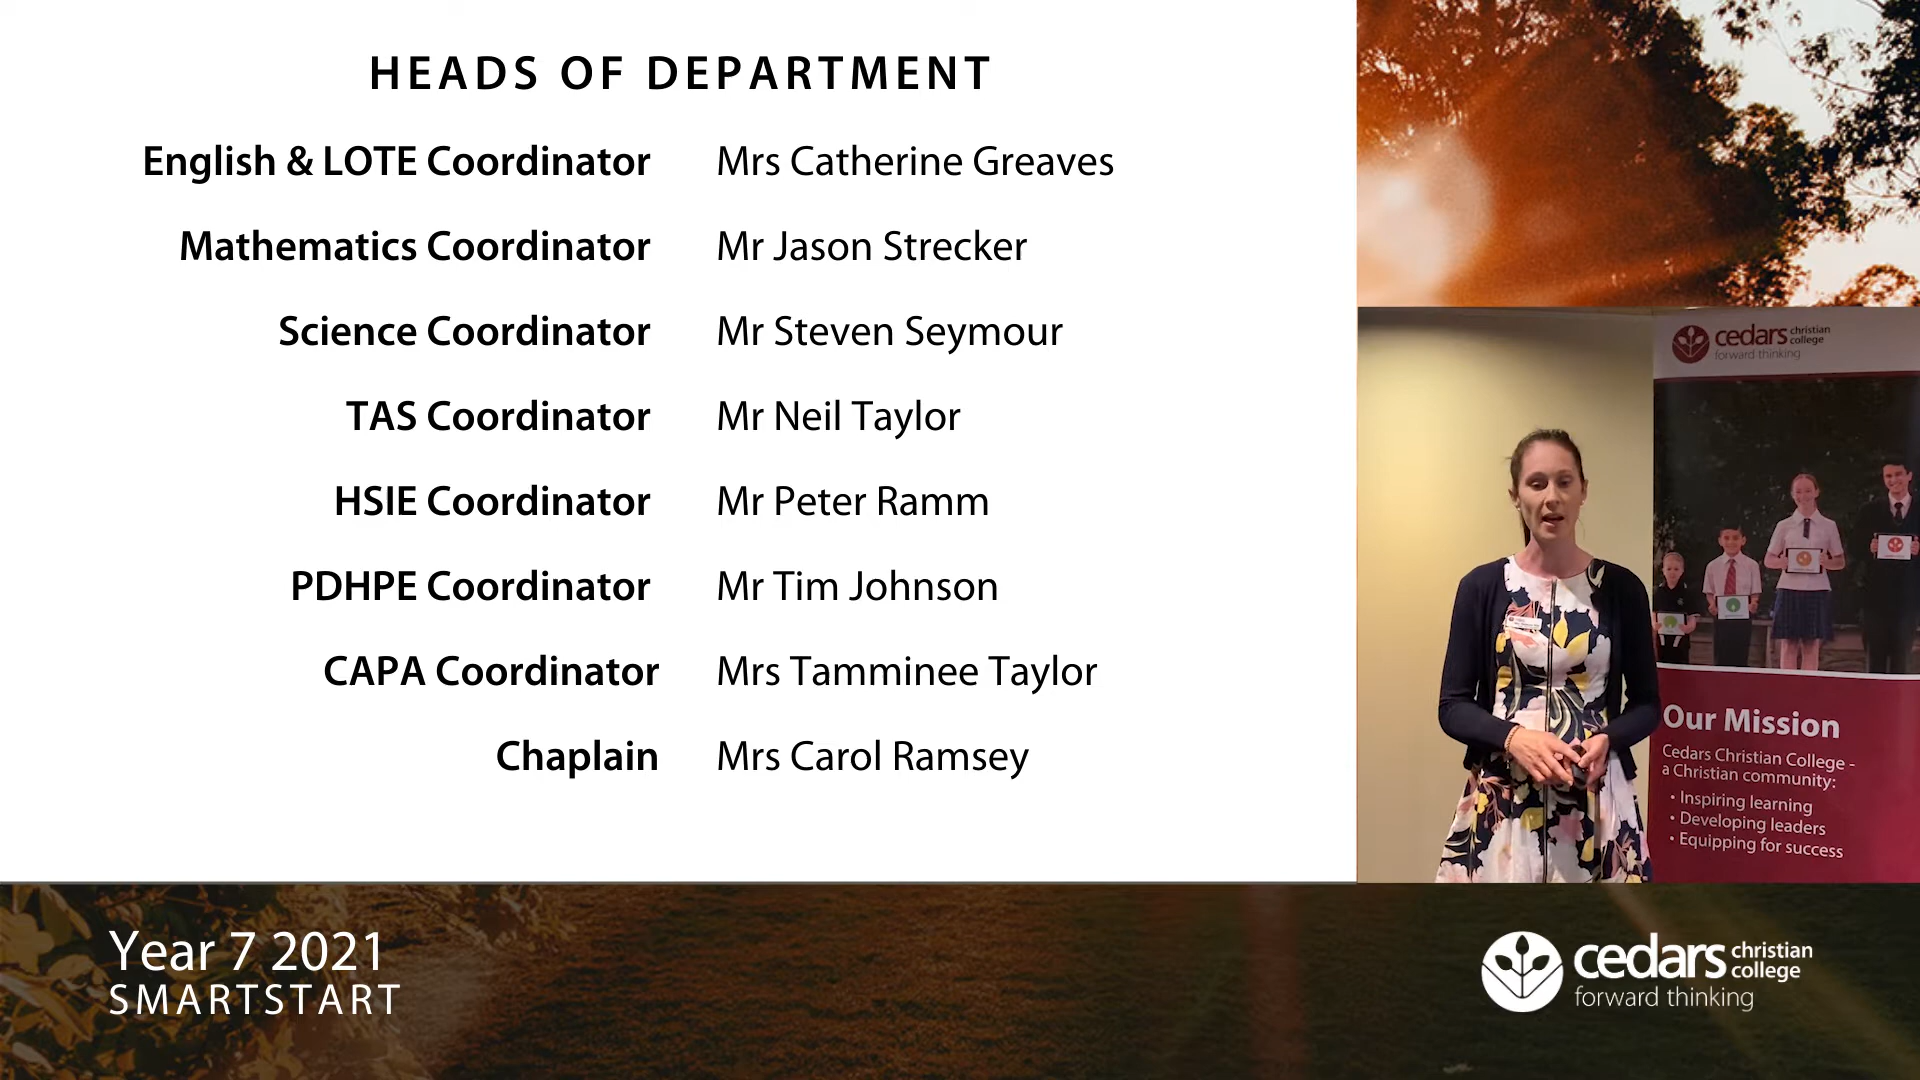 HEADS OF DEPARTMENT
English & LOTE Coordinator Mrs Catherine Greaves
Mathematics Coordinator Mr Jason Strecker
Science Coordinator Mr Steven Seymour
TAS Coordinator Mr Neil Taylor
HSIE Coordinator Mr Peter Ramm
PDHPE Coordinator Mr Tim Johnson
CAPA Coordinator Mrs Tamminee Taylor
Chaplain Mrs Carol Ramsey
cedars christian college
forward thinking
Our Mission
Cedars Christian College -
a Christian community:
• Inspiring learning
• Developing leaders
• Equipping for success
Year 7 2021
SMARTSTART
cedars christian college
forward thinking